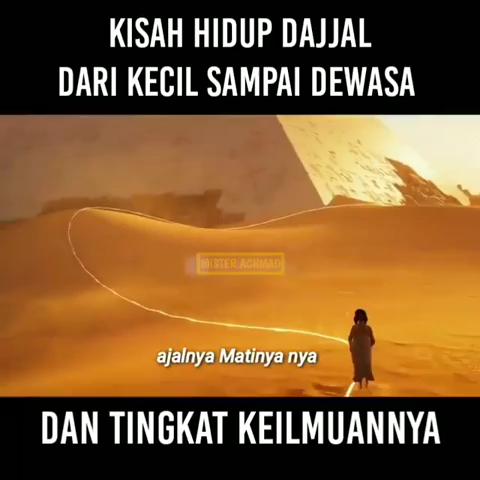 KISAH HIDUP DAJJAL
DARI KECIL SAMPAI DEWASA
MISTER ACHMAD
ajalnya Matinya nya
DAN TINGKAT KEILMUANNYA